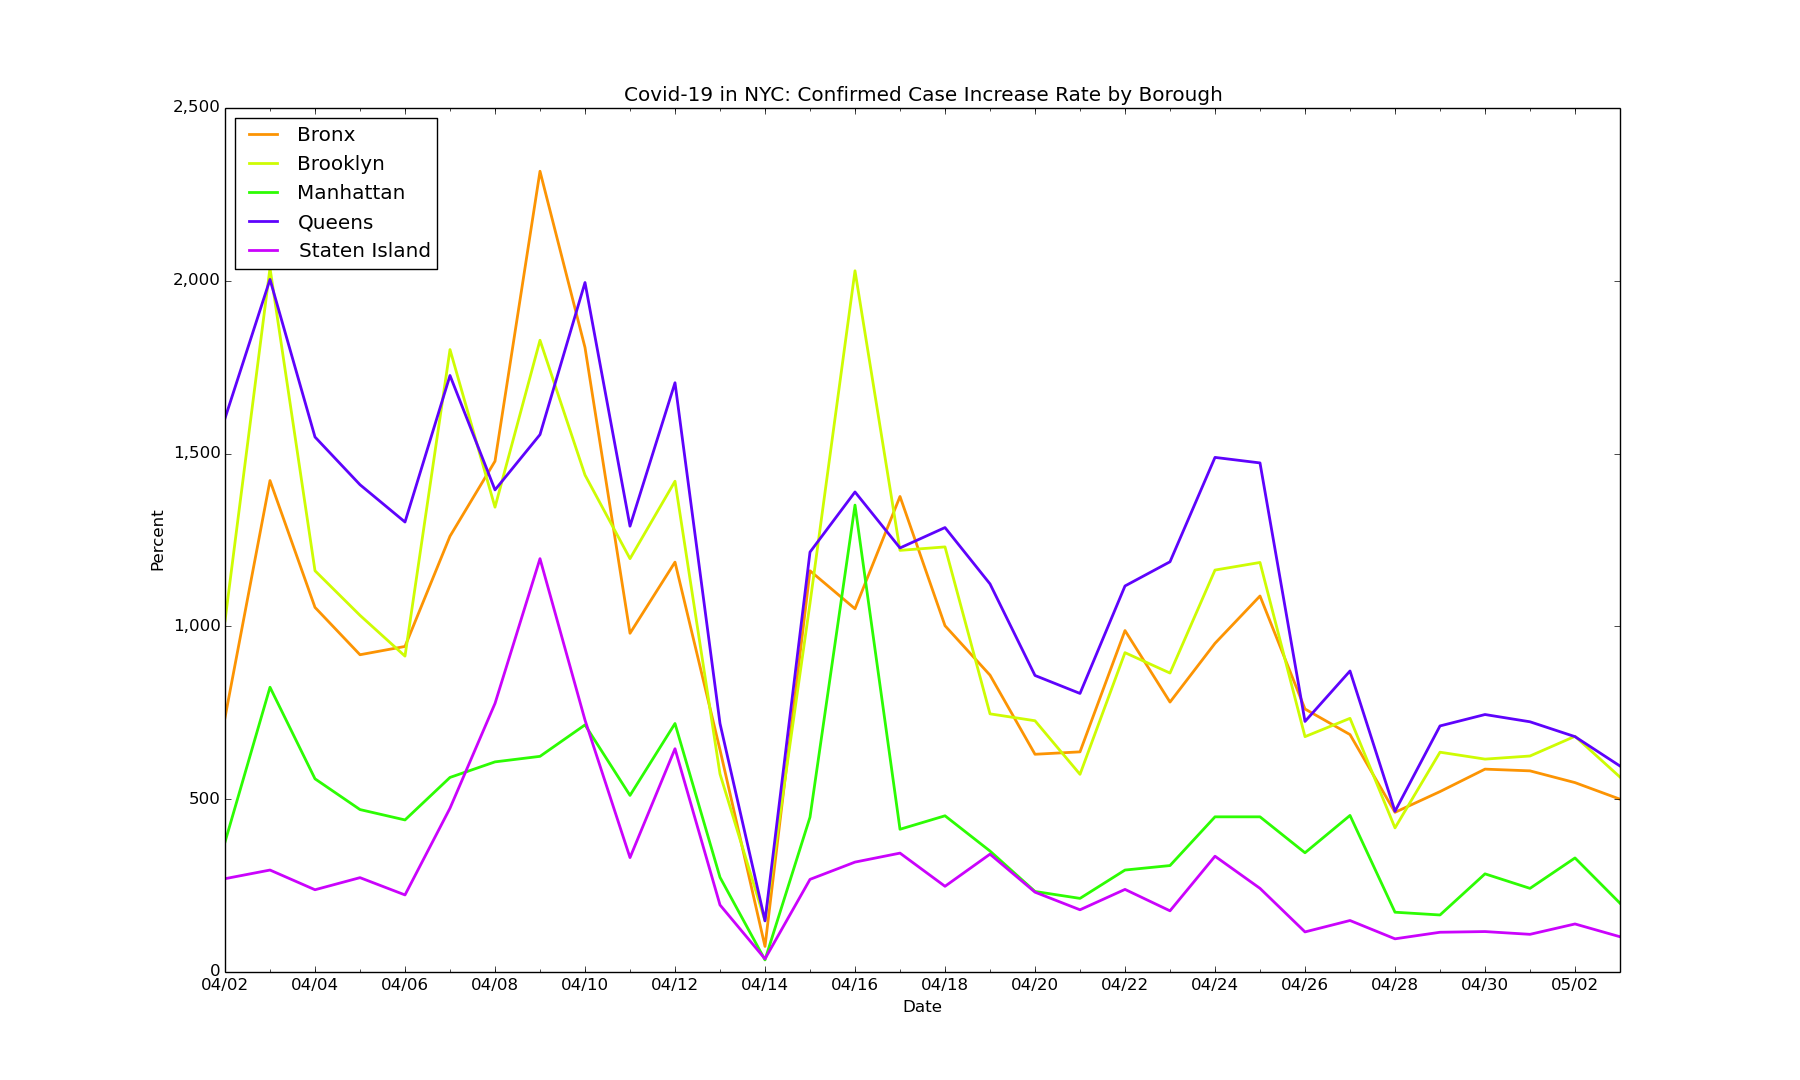 Covid-19 in NYC: Confirmed Case Increase Rate by Borough
2,500
2,000
1,500
1,000
500
0
Percent
Bronx
Brooklyn
Manhattan
Queens
Staten Island
04/02 04/04 04/06 04/08 04/10 04/12 04/14 04/16 04/18 04/20 04/22 04/24 04/26 04/28 04/30 05/02
Date